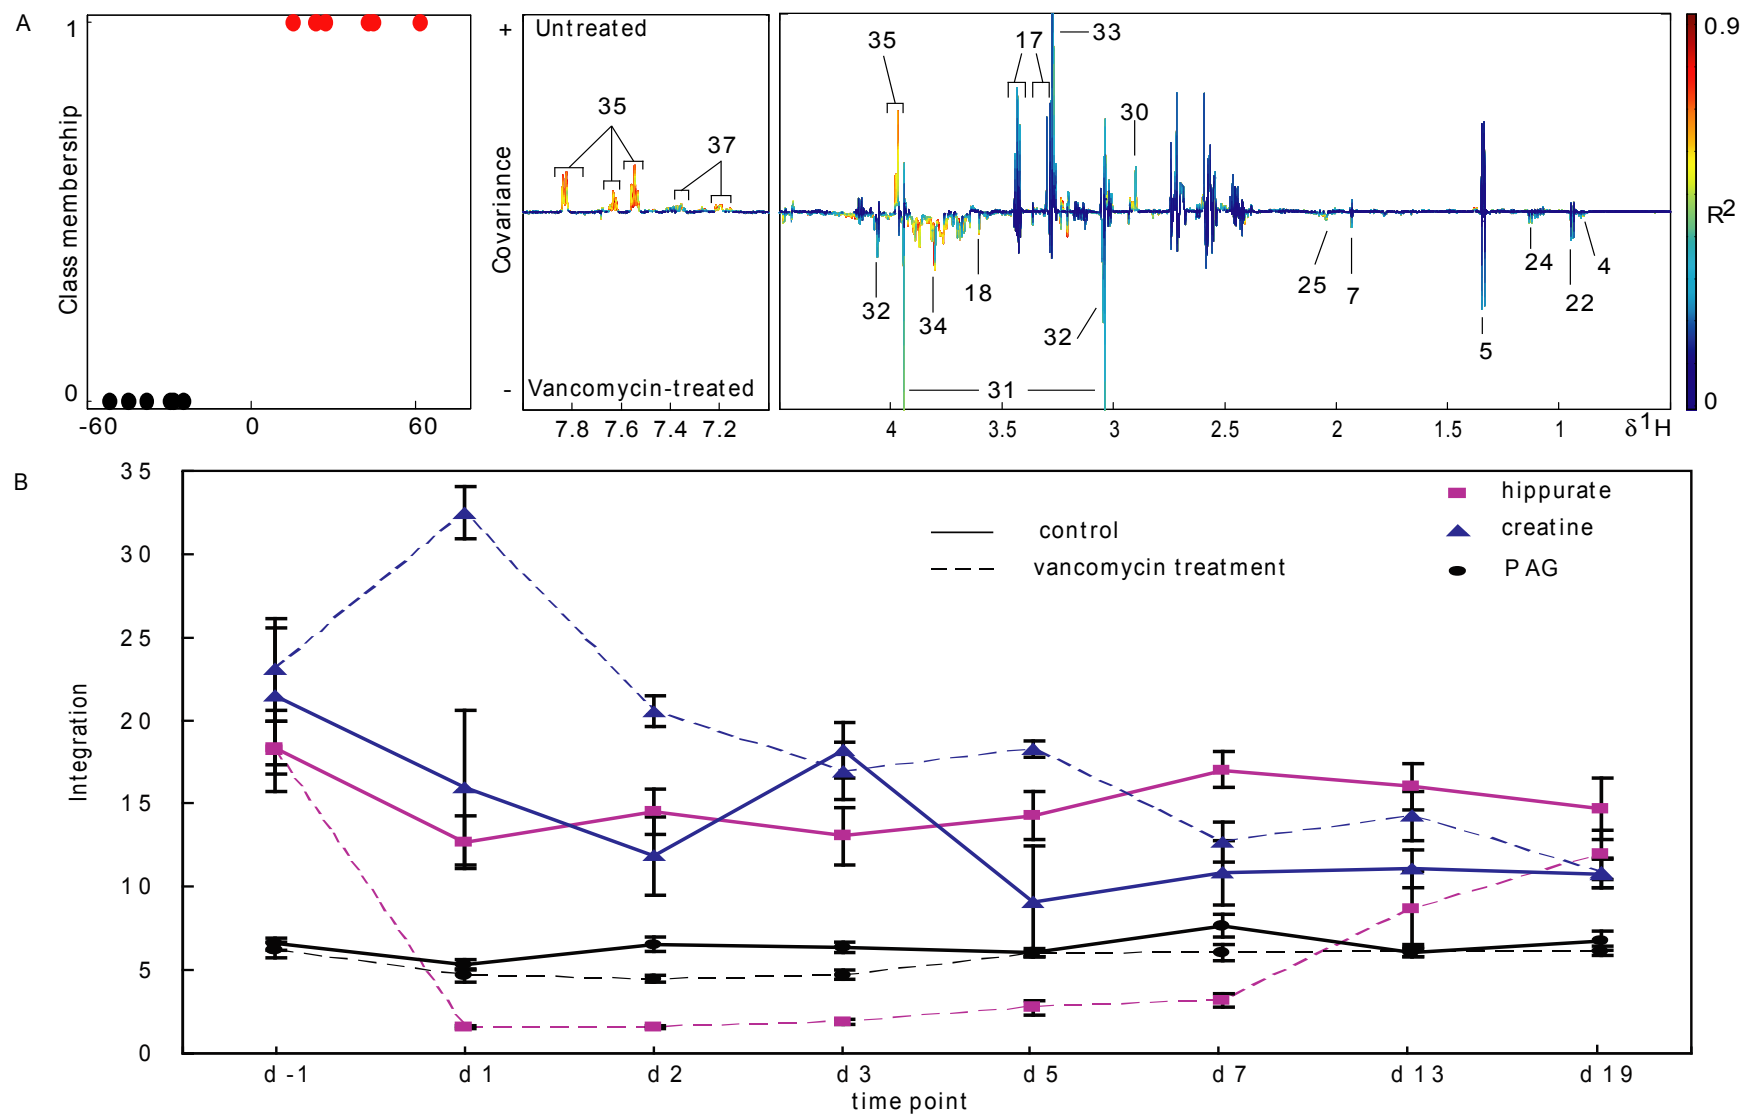 A
1
Class membership
0
-60
0
60
+
Untreated
Covariance
35
37
-
Vancomycin-treated
7.8
7.6
7.4
7.2
35
17
33
30
32
34
18
32
31
25
7
5
24
22
4
4
3.5
3
2.5
2
1.5
1
δ1H
0.9
R2
0
B
35
30
25
20
15
10
5
0
Integration
control
vancomycin treatment
hippurate
creatine
PAG
d -1
d 1
d 2
d 3
d 5
d 7
d 13
d 19
time point